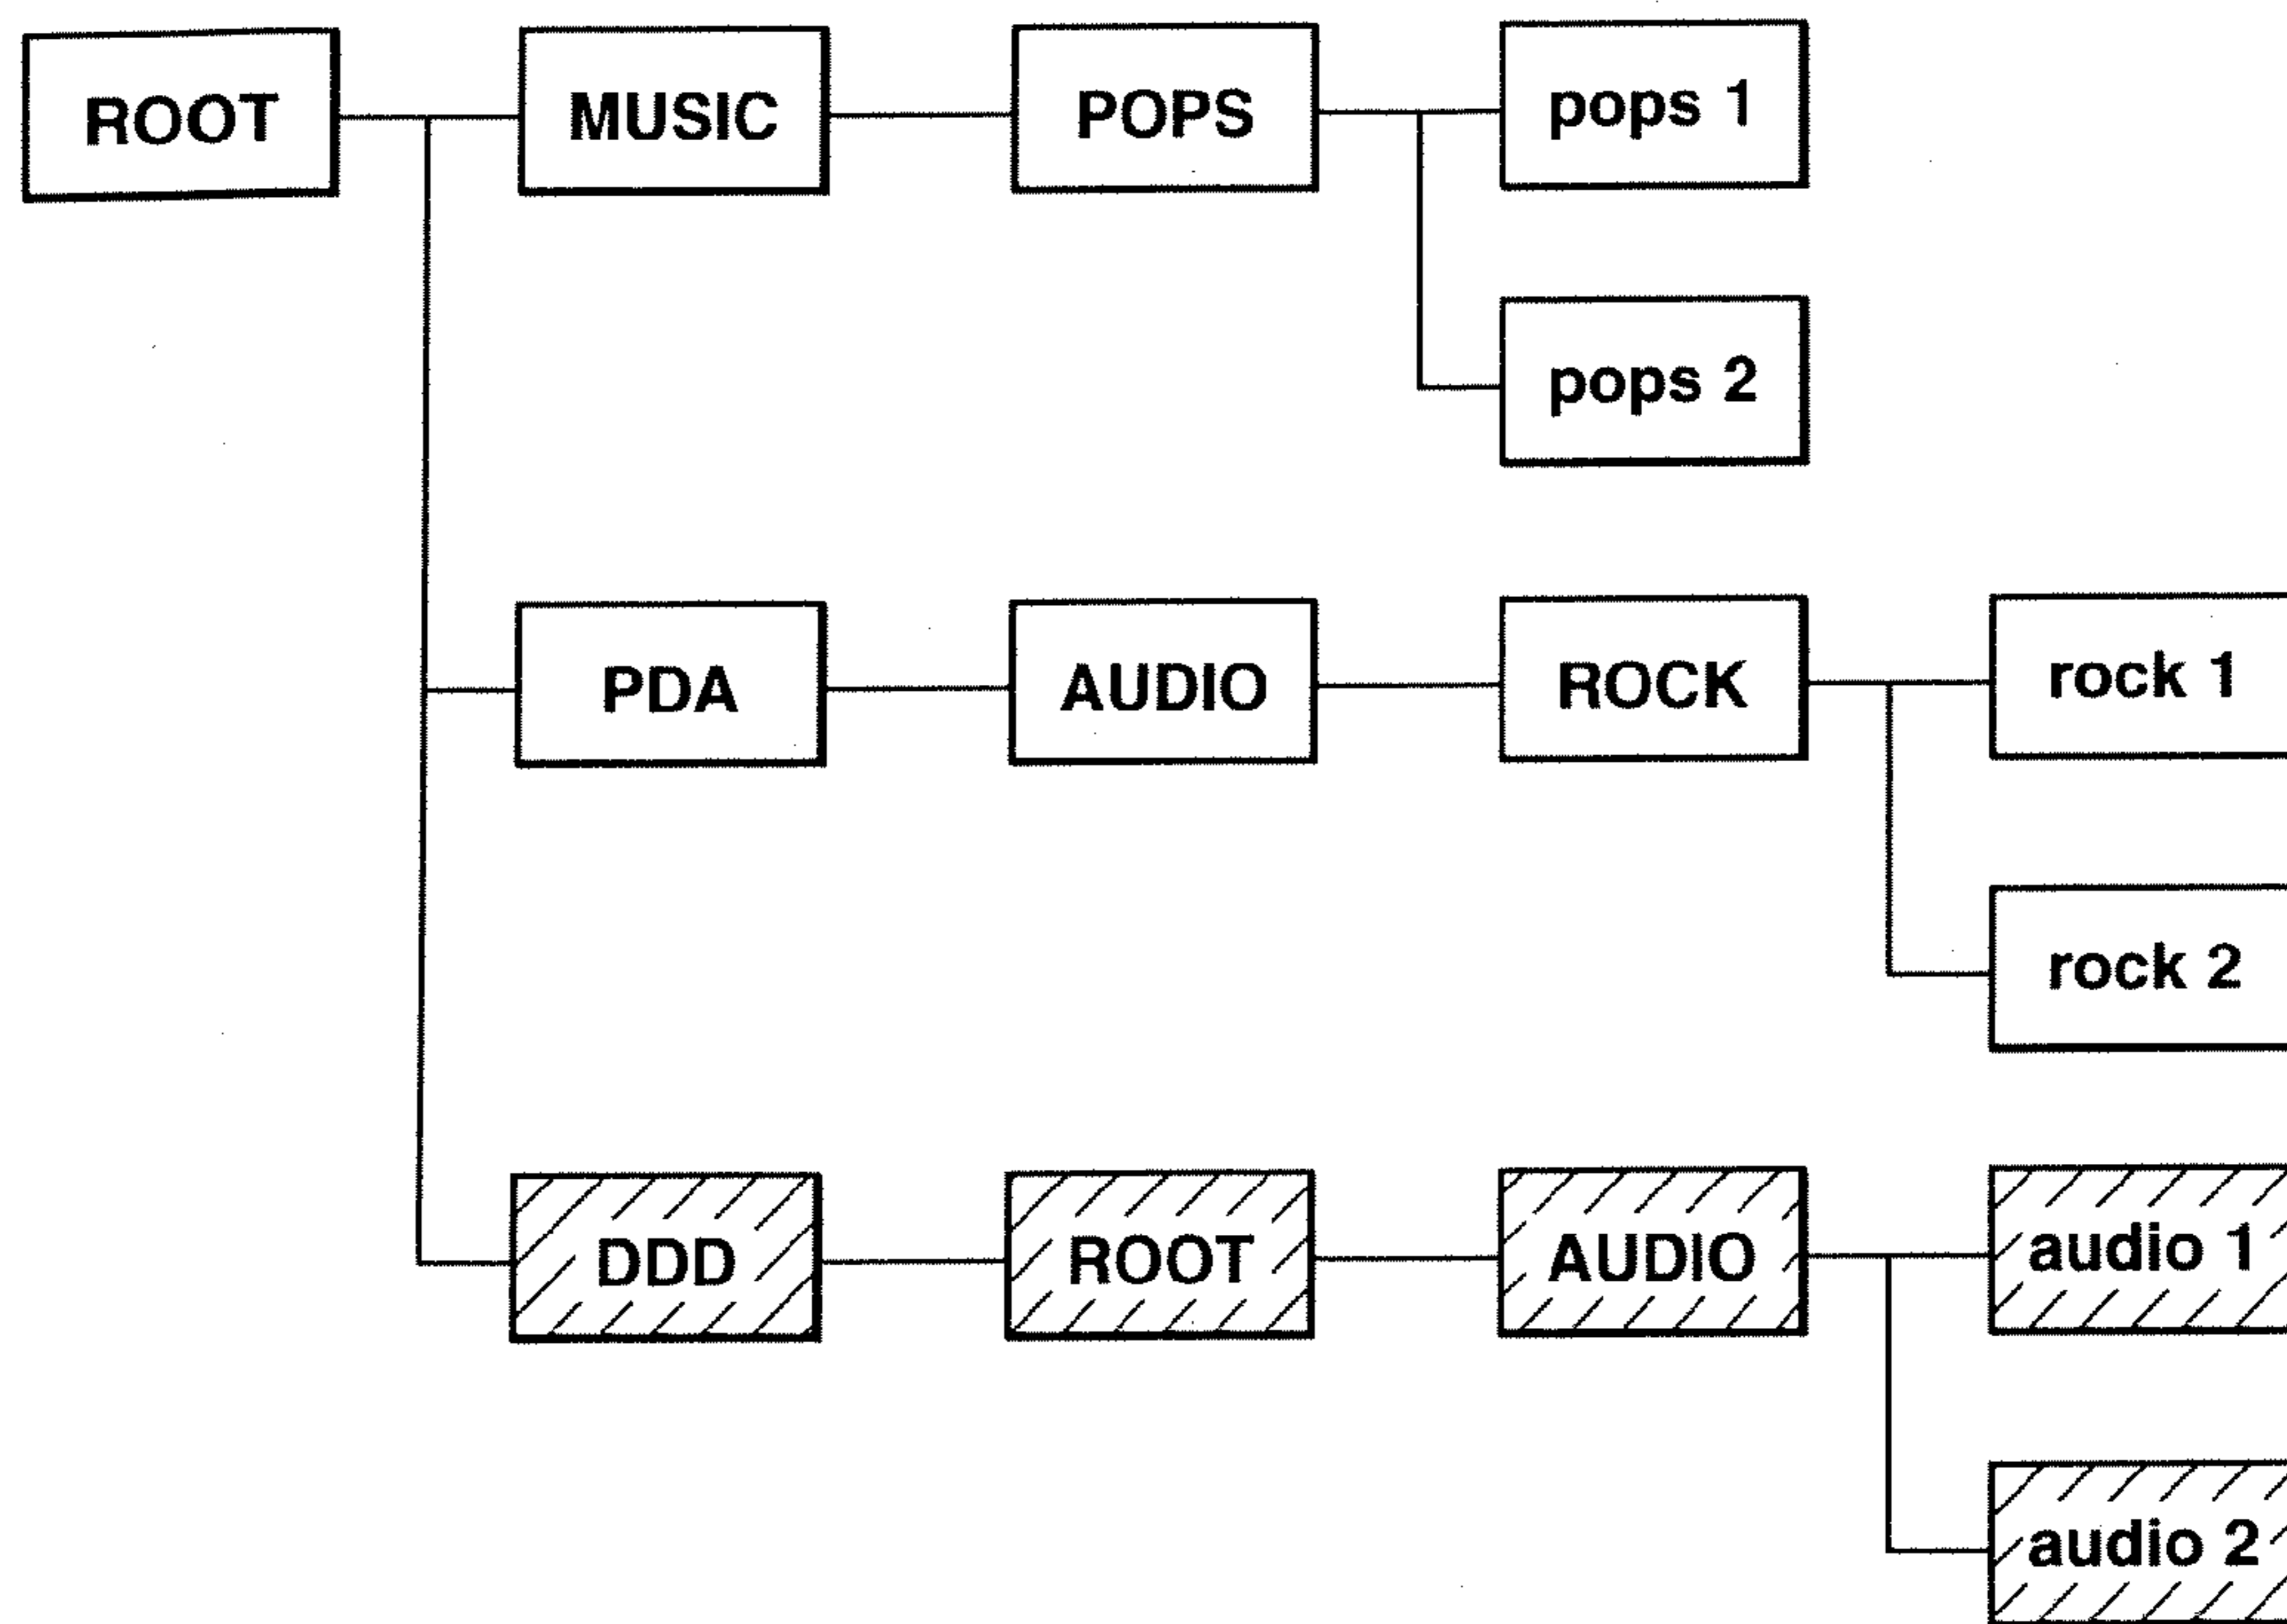 ROOT MUSIC POPS pops 1
pops 2
PDA AUDIO ROCK rock 1
rock 2
DDD ROOT AUDIO audio 1
audio 2